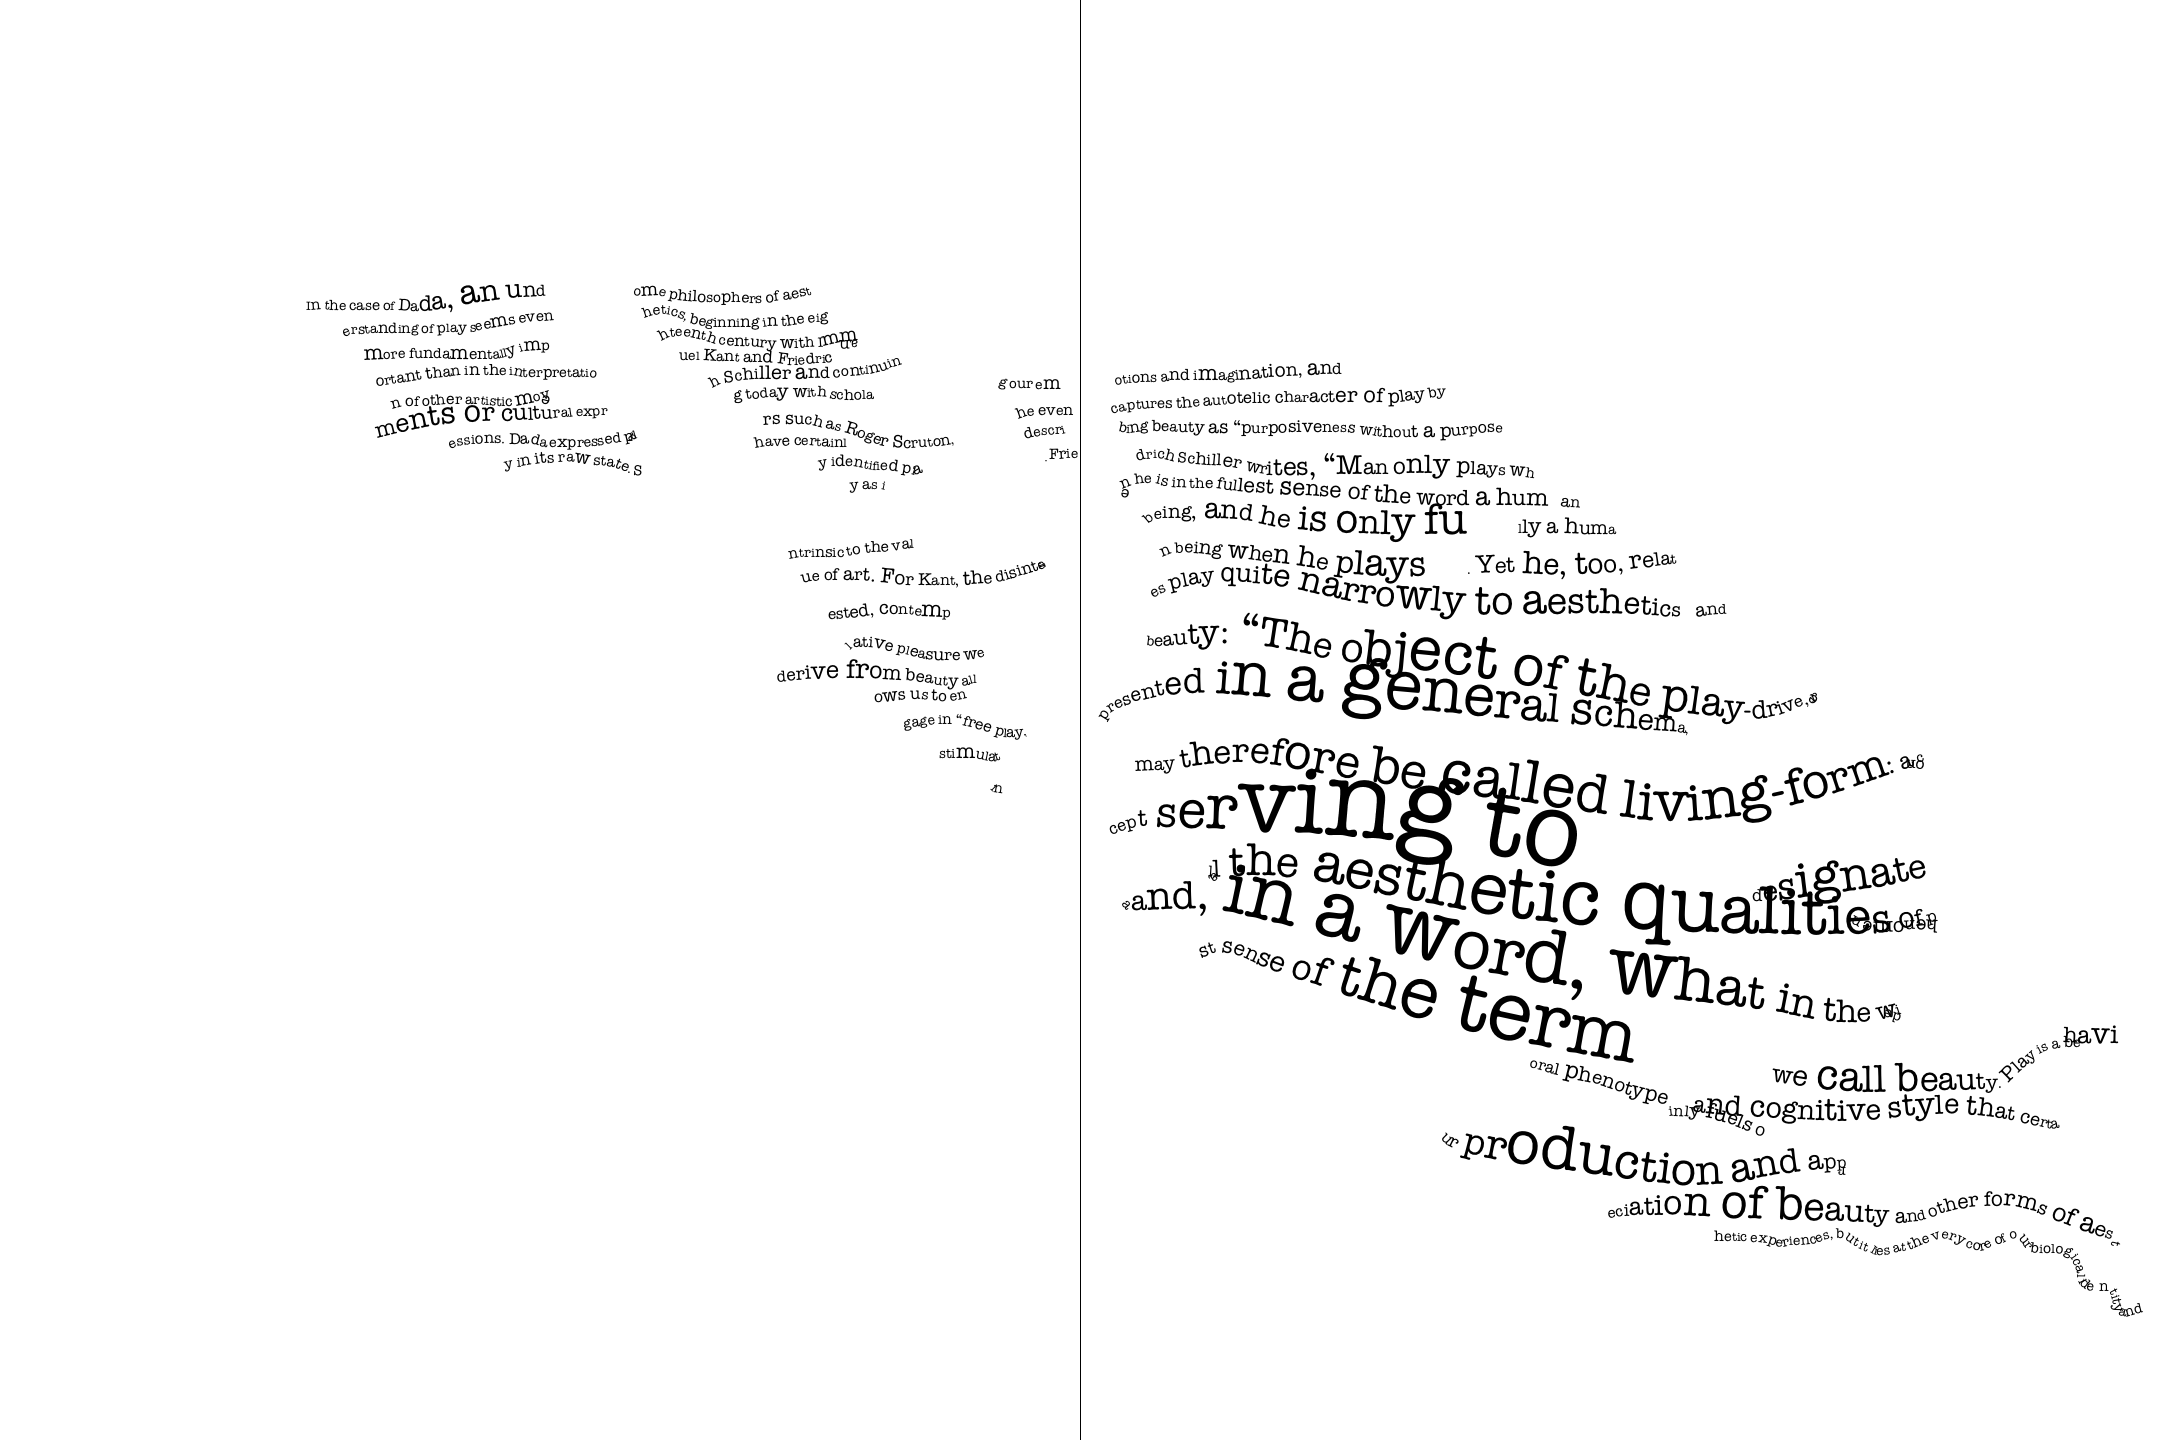 In the case of Dada, an und
erstanding of play seems even
more fundamentally imp
ortant than in the interpretatio
n of other artistic mov
ments or cultural expr
essions. Dada expressed pl
y in its raw state. S
ome philosophers of aest
hetics, beginning in the eig
hteenth century with Imm
uel Kant and Friedric
h Schiller and continuin
g today with schola
rs such as Roger Scruton,
have certainl
y identified pa
y as i
ntrinsic to the val
ue of art. For Kant, the disinte
ested, contemp
lative pleasure we
derive from beauty all
ows us to en
gage in “free play,
stimulat
in
g our em
otions and imagination, and
he even
captures the autotelic character of play by
descri
bing beauty as “purposiveness without a purpose
. Frie
drich Schiller writes, “Man only plays wh
n he is in the fullest sense of the word a hum an
being, and he is only fu lly a huma
n being when he plays . Yet he, too, relat
es play quite narrowly to aesthetics and
beauty: “The object of the play-drive,
presented in a general schema,
may therefore be called living-form: a
cept serving to
designate
ll the aesthetic qualities of p
and, in a word, what in the wi
st sense of the term
we call beauty. Play is a be havi
oral phenotype and cognitive style that certa
inly fuels o
ur production and app
eciation of beauty and other forms of aest
hetic experiences, but it lies at the very core of our biological ide n tity and